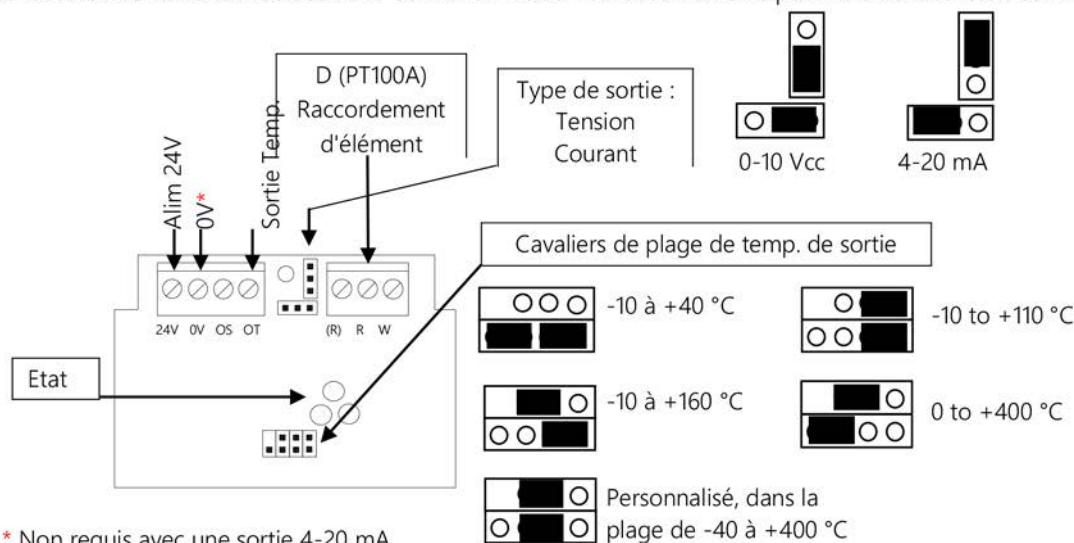 D (PT100A)
Raccordement
d'élément
Type de sortie :
Tension
Courant
0-10 Vcc
4-20 mA
Alim 24V
0V*
Sortie Temp.
Cavaliers de plage de temp. de sortie
24V 0V OS OT
(R) R W
-10 à +40 °C
-10 to +110 °C
Etat
-10 à +160 °C
0 to +400 °C
Personnalisé, dans la
plage de -40 à +400 °C
* Non requis avec une sortie 4-20 mA